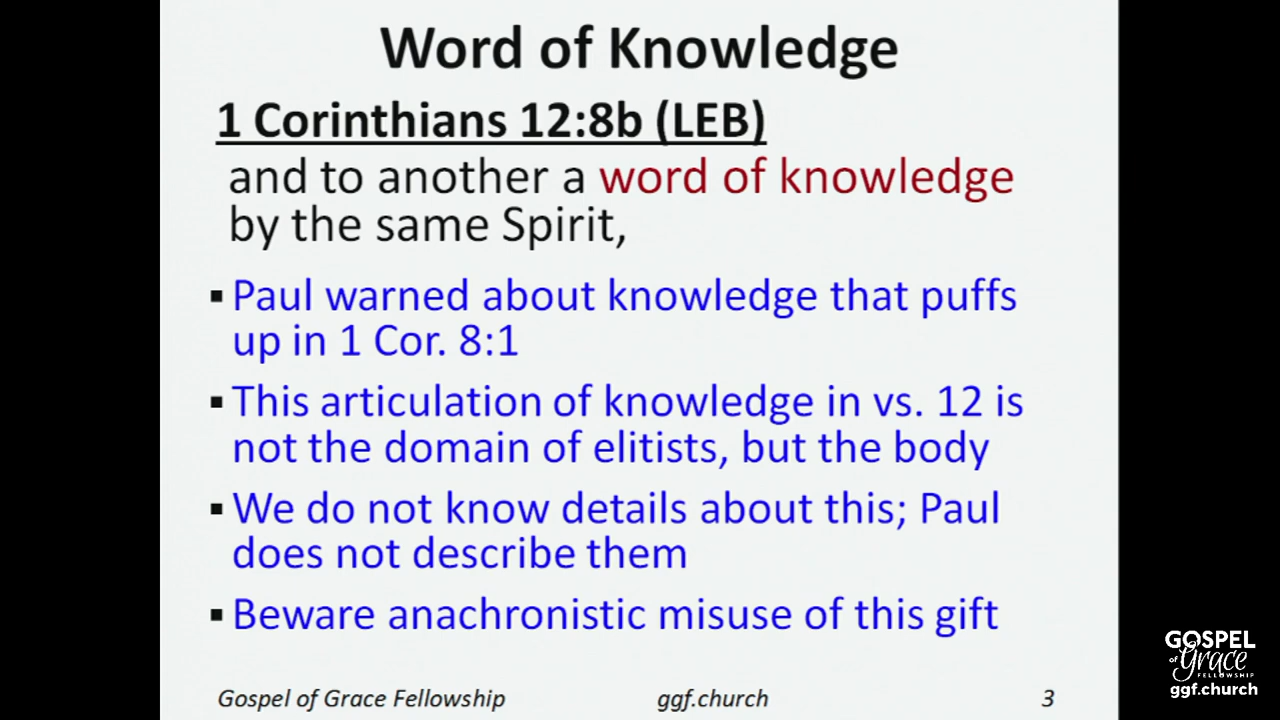 Word of Knowledge
1 Corinthians 12:8b (LEB)
and to another a word of knowledge
by the same Spirit,
▪ Paul warned about knowledge that puffs
up in 1 Cor. 8:1
▪ This articulation of knowledge in vs. 12 is
not the domain of elitists, but the body
▪ We do not know details about this; Paul
does not describe them
▪ Beware anachronistic misuse of this gift
Gospel of Grace Fellowship ggf.church 3
GOSPEL
of Grace
FELLOWSHIP
ggf.church